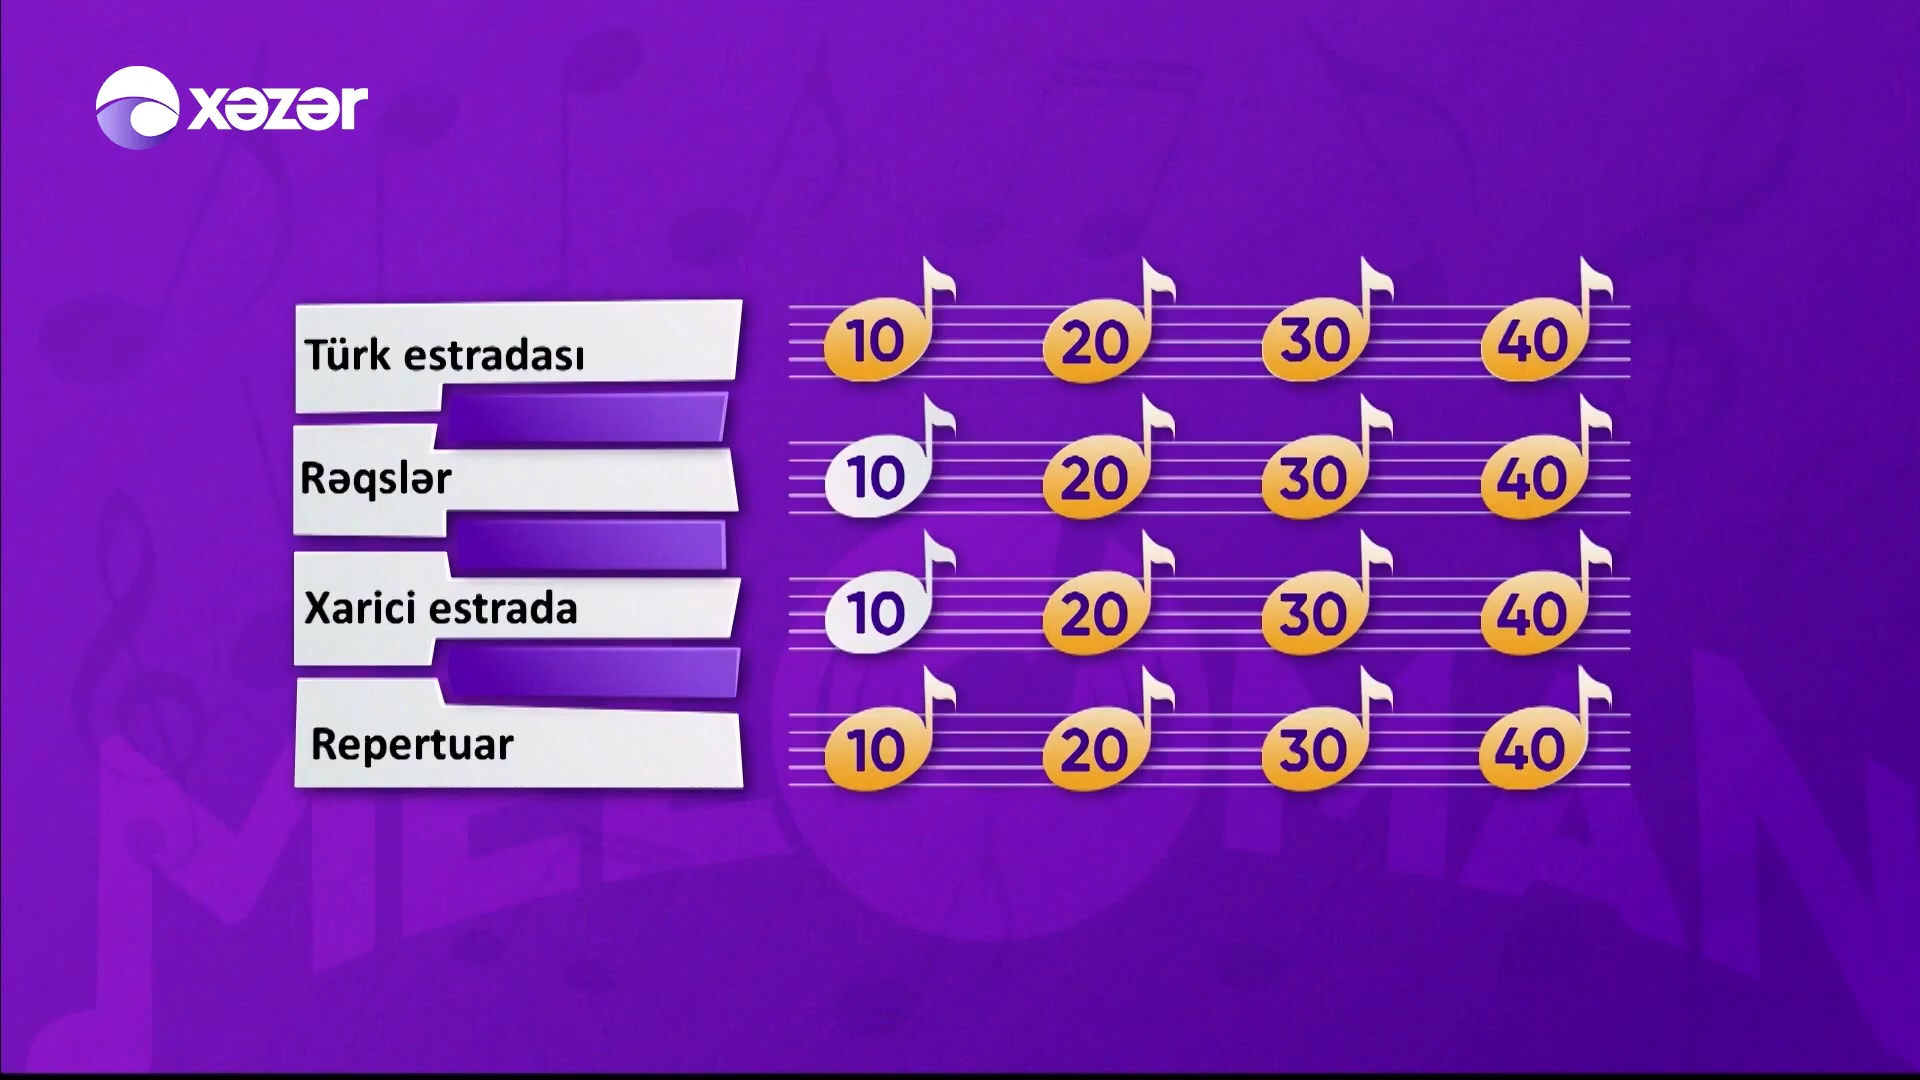 xəzər
Türk estradası 10 20 30 40
Rəqslər 10 20 30 40
Xarici estrada 10 20 30 40
Repertuar 10 20 30 40
MELOMAN